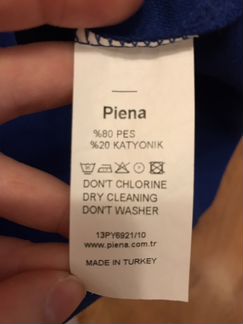 Piena
%80 PES
%20 KATYONIK
DON'T CHLORINE
DRY CLEANING
DON'T WASHER
13PY6921/10
www.piena.com.tr
MADE IN TURKEY